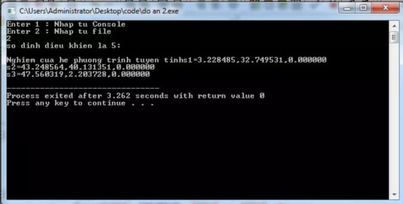 C:\Users\Administrator\Desktop\code\do an 2.exe
Enter 1 : Nhap tu Console
Enter 2 : Nhap tu file
2
so dinh dieu khien la 5:
Nghiem cua he phuong trinh tuyen tinhs1=3.228485,32.749531,0.000000
s2=43.248564,40.131351,0.000000
s3=47.560319,2.203728,0.000000
--------------------------------
Process exited after 3.262 seconds with return value 0
Press any key to continue . . .